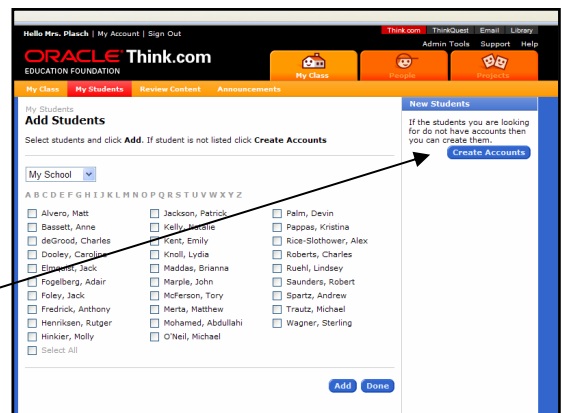 Hello Mrs. Plasch | My Account | Sign Out
Think.com ThinkQuest Email Library
Admin Tools Support Help
ORACLE Think.com
EDUCATION FOUNDATION
My Class People Projects
My Class My Students Review Content Announcements
My Students
Add Students
Select students and click Add. If student is not listed click Create Accounts
New Students
If the students you are looking
for do not have accounts then
you can create them.
Create Accounts
My School
A B C D E F G H I J K L M N O P Q R S T U V W X Y Z
Alvero, Matt Jackson, Patrick Palm, Devin
Bassett, Anne Kelly, Natalie Pappas, Kristina
deGrood, Charles Kent, Emily Rice-Slothower, Alex
Dooley, Caroline Knoll, Lydia Roberts, Charles
Elmquist, Jack Maddas, Brianna Ruehl, Lindsey
Fogelberg, Adair Marple, John Saunders, Robert
Foley, Jack McFerson, Tory Spartz, Andrew
Fredrick, Anthony Merta, Matthew Trautz, Michael
Henriksen, Rutger Mohamed, Abdullahi Wagner, Sterling
Hinkier, Molly O'Neil, Michael
Select All
Add Done